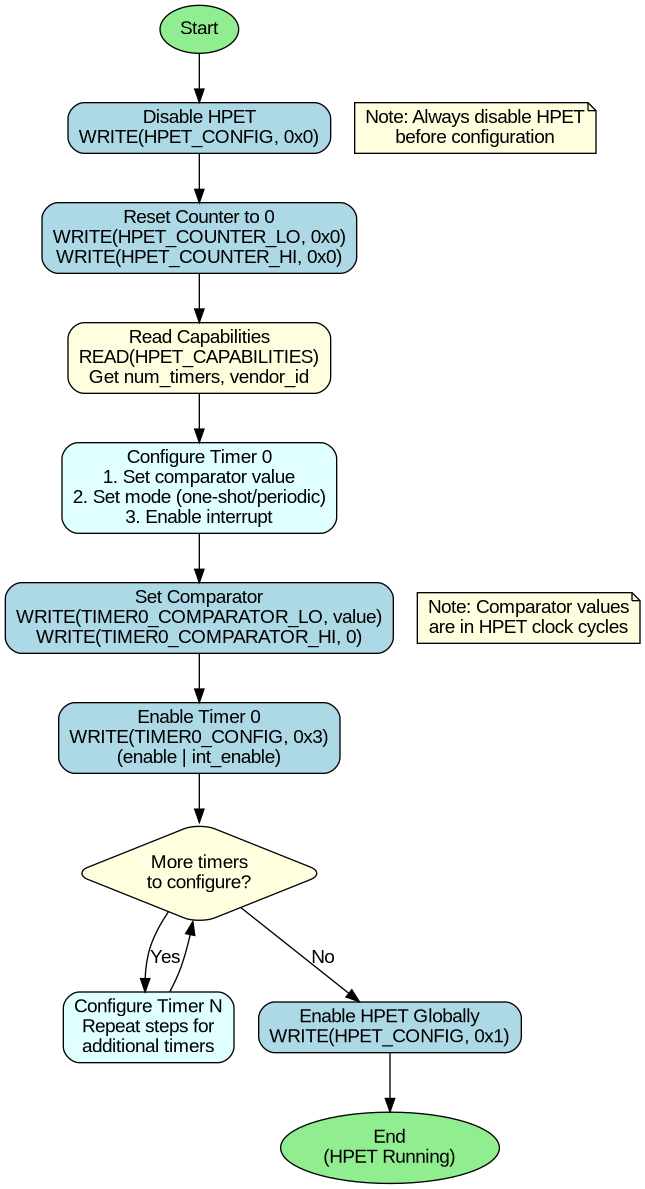 Start
Disable HPET
WRITE(HPET_CONFIG, 0x0)
Note: Always disable HPET
before configuration
Reset Counter to 0
WRITE(HPET_COUNTER_LO, 0x0)
WRITE(HPET_COUNTER_HI, 0x0)
Read Capabilities
READ(HPET_CAPABILITIES)
Get num_timers, vendor_id
Configure Timer 0
1. Set comparator value
2. Set mode (one-shot/periodic)
3. Enable interrupt
Set Comparator
WRITE(TIMER0_COMPARATOR_LO, value)
WRITE(TIMER0_COMPARATOR_HI, 0)
Note: Comparator values
are in HPET clock cycles
Enable Timer 0
WRITE(TIMER0_CONFIG, 0x3)
(enable | int_enable)
More timers
to configure?
Yes
No
Configure Timer N
Repeat steps for
additional timers
Enable HPET Globally
WRITE(HPET_CONFIG, 0x1)
End
(HPET Running)